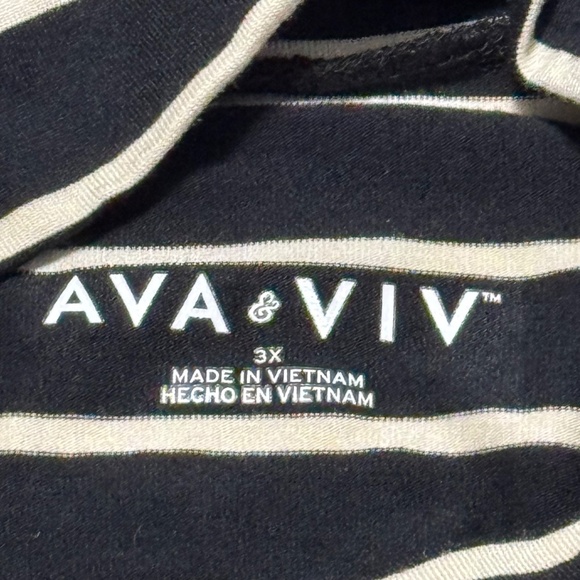 AVA & VIV™
3X
MADE IN VIETNAM
HECHO EN VIETNAM